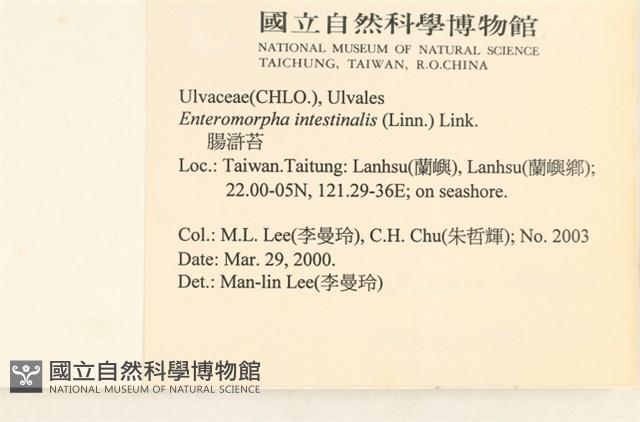 國立自然科學博物館
NATIONAL MUSEUM OF NATURAL SCIENCE
TAICHUNG, TAIWAN, R.O.CHINA
Ulvaceae(CHLO.), Ulvales
Enteromorpha intestinalis (Linn.) Link.
腸滸苔
Loc.: Taiwan.Taitung: Lanhsu(蘭嶼), Lanhsu(蘭嶼鄉);
22.00-05N, 121.29-36E; on seashore.
Col.: M.L. Lee(李曼玲), C.H. Chu(朱哲輝); No. 2003
Date: Mar. 29, 2000.
Det.: Man-lin Lee(李曼玲)
國立自然科學博物館
NATIONAL MUSEUM OF NATURAL SCIENCE